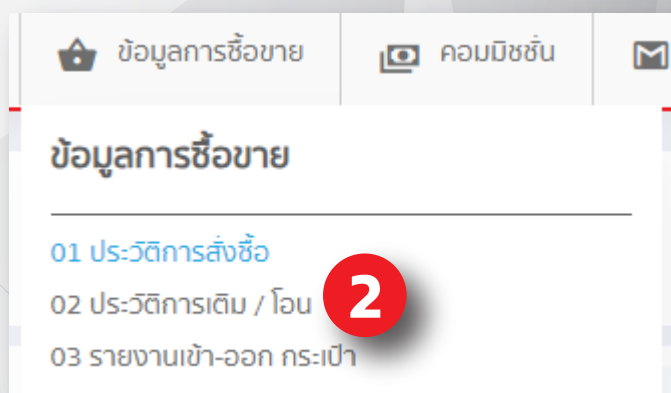 ข้อมูลการซื้อขาย
คอมมิชชั่น
ข้อมูลการซื้อขาย
01 ประวัติการสั่งซื้อ
02 ประวัติการเติม / โอน
2
03 รายงานเข้า-ออก กระเป๋า